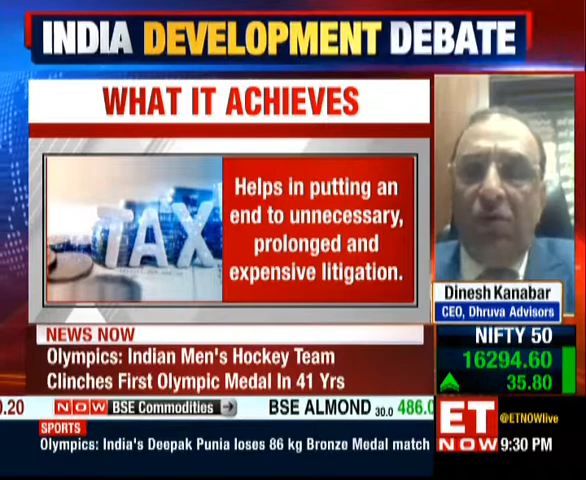 INDIA DEVELOPMENT DEBATE
WHAT IT ACHIEVES
TAX
Helps in putting an
end to unnecessary,
prolonged and
expensive litigation.
Dinesh Kanabar
CEO, Dhruva Advisors
NEWS NOW
Olympics: Indian Men's Hockey Team
Clinches First Olympic Medal In 41 Yrs
NIFTY 50
16294.60
35.80
0.20 NOW BSE Commodities BSE ALMOND 30.0 486.0
ET
NOW
@ETNOWlive
9:30 PM
SPORTS
Olympics: India's Deepak Punia loses 86 kg Bronze Medal match